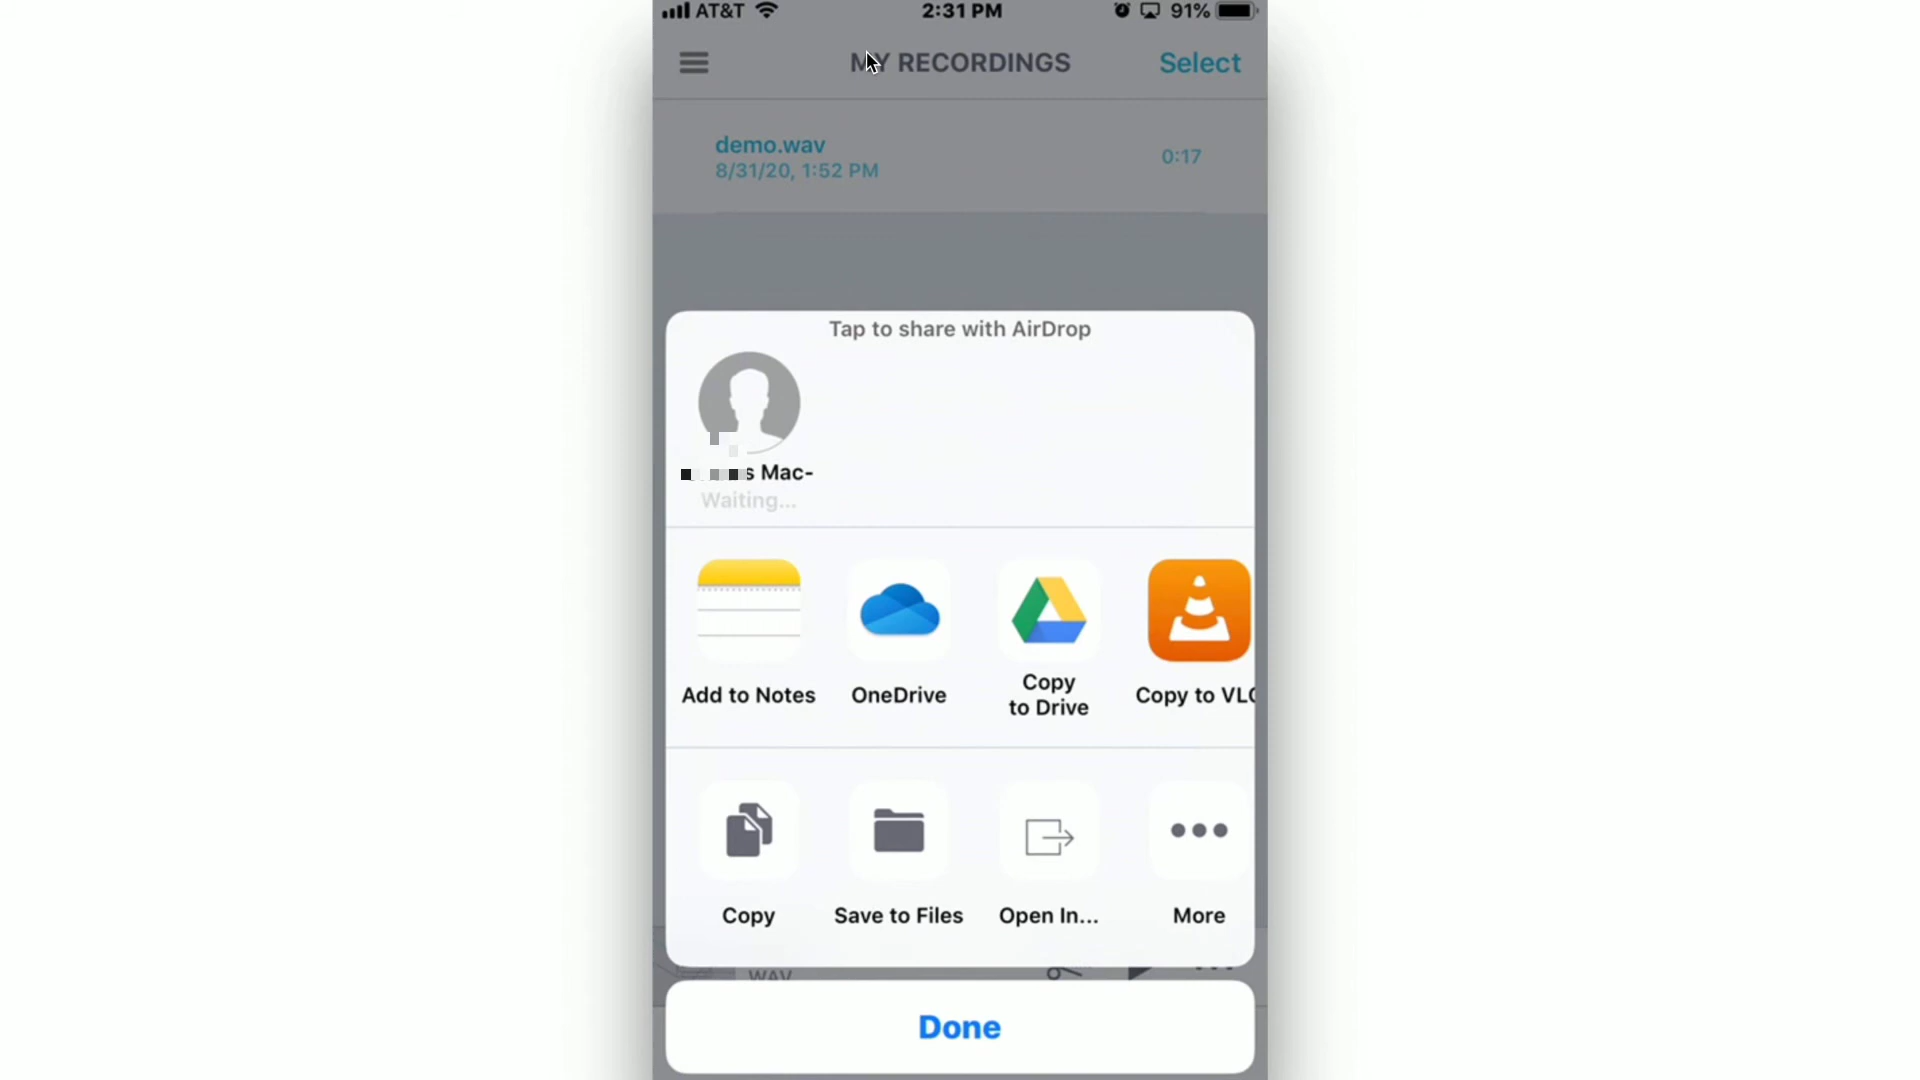 AT&T 2:31 PM 91%
MY RECORDINGS Select
demo.wav
8/31/20, 1:52 PM 0:17
Tap to share with AirDrop
s Mac-
Waiting...
Add to Notes OneDrive Copy to Drive Copy to VLC
Copy Save to Files Open In... More
WAV
Done